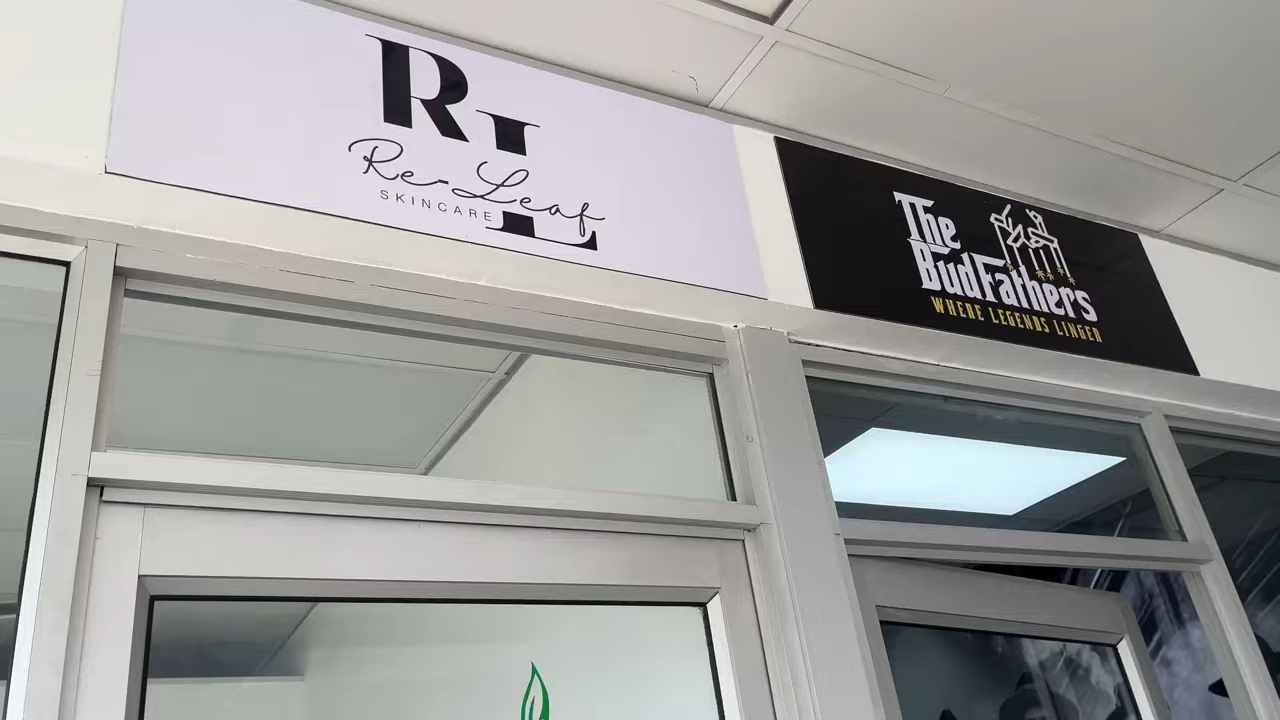 RL
Re-Leaf
SKINCARE
The
BudFathers
WHERE LEGENDS LINGER